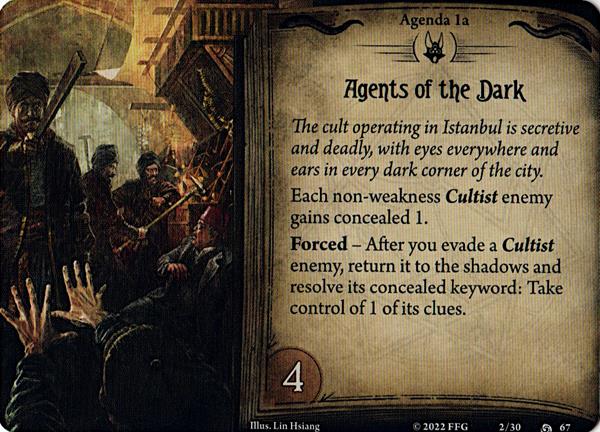 Agenda 1a
Agents of the Dark
The cult operating in Istanbul is secretive
and deadly, with eyes everywhere and
ears in every dark corner of the city.
Each non-weakness Cultist enemy
gains concealed 1.
Forced – After you evade a Cultist
enemy, return it to the shadows and
resolve its concealed keyword: Take
control of 1 of its clues.
4
Illus. Lin Hsiang
© 2022 FFG
2/30
67